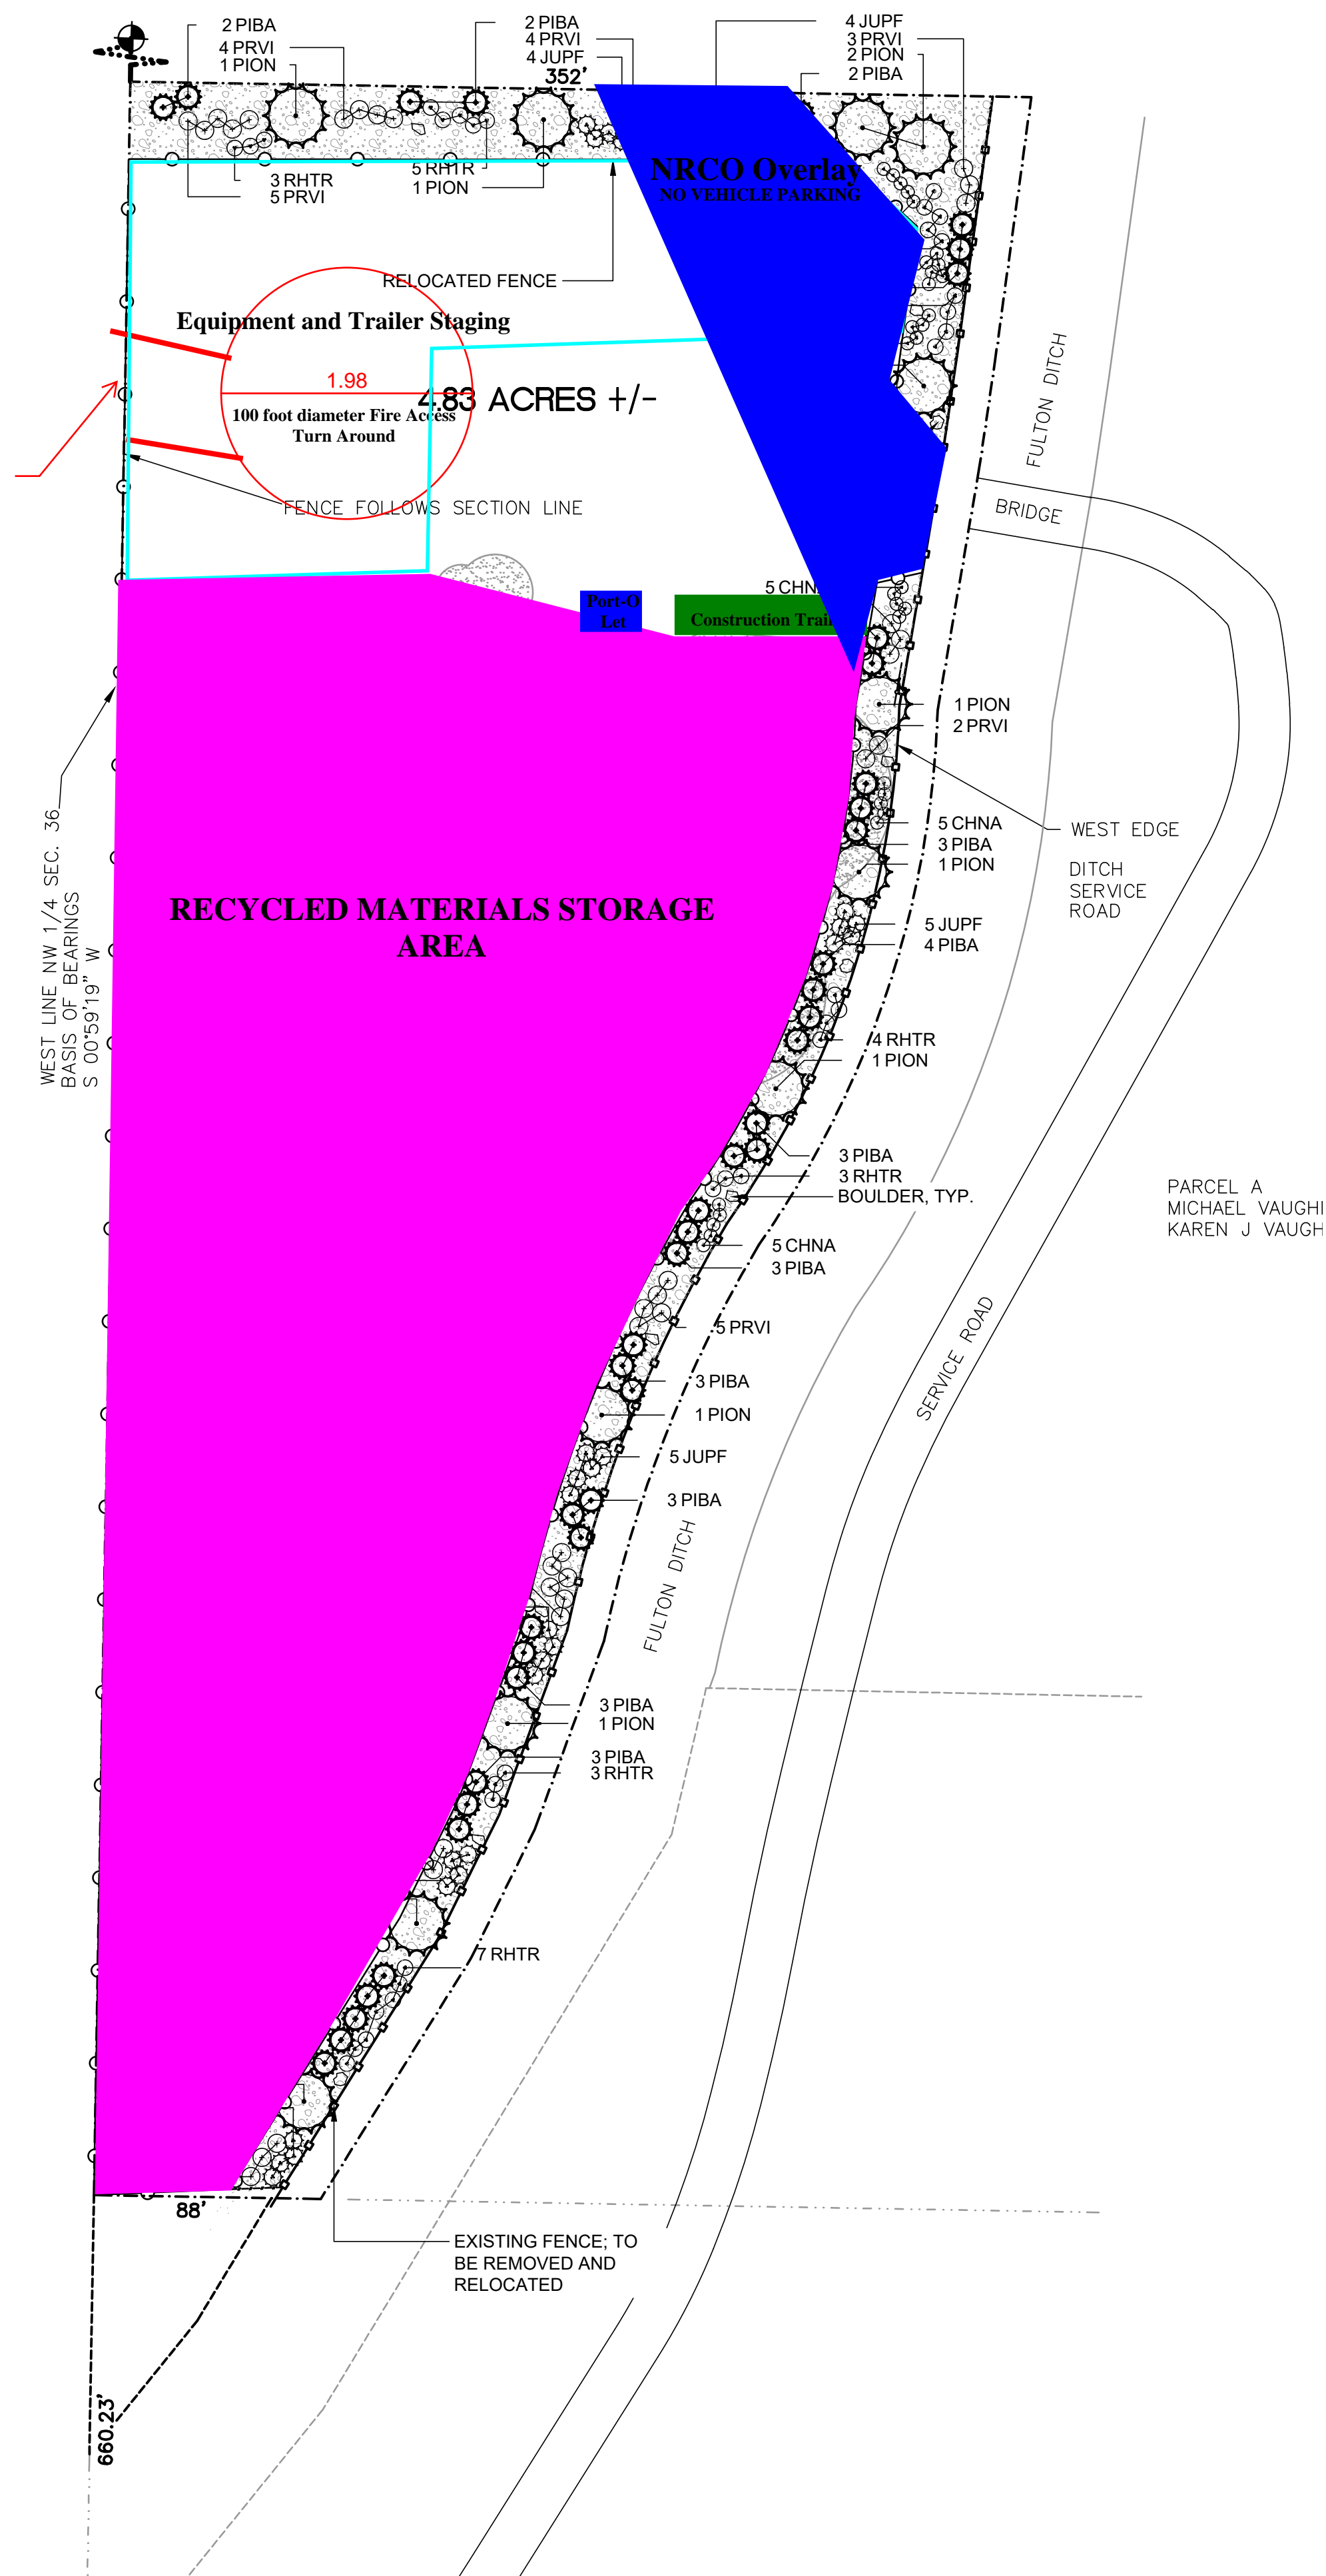 2 PIBA
4 PRVI
1 PION
2 PIBA
4 PRVI
4 JUPF
352'
4 JUPF
3 PRVI
2 PION
2 PIBA
NRCO Overlay
NO VEHICLE PARKING
3 RHTR
5 PRVI
5 RHTR
1 PION
RELOCATED FENCE
Equipment and Trailer Staging
1.98
4.83 ACRES +/-
100 foot diameter Fire Access
Turn Around
FENCE FOLLOWS SECTION LINE
FULTON DITCH
BRIDGE
5 CHN
Port-O
Let
Construction Trail
1 PION
2 PRVI
5 CHNA
3 PIBA
1 PION
WEST EDGE
DITCH
SERVICE
ROAD
WEST LINE NW 1/4 SEC. 36
BASIS OF BEARINGS
S 00°59'19" W
RECYCLED MATERIALS STORAGE
AREA
5 JUPF
4 PIBA
4 RHTR
1 PION
3 PIBA
3 RHTR
BOULDER, TYP.
PARCEL A
MICHAEL VAUGH
KAREN J VAUGH
5 CHNA
3 PIBA
5 PRVI
SERVICE ROAD
3 PIBA
1 PION
5 JUPF
3 PIBA
FULTON DITCH
3 PIBA
1 PION
3 PIBA
3 RHTR
7 RHTR
88'
EXISTING FENCE; TO
BE REMOVED AND
RELOCATED
660.23'